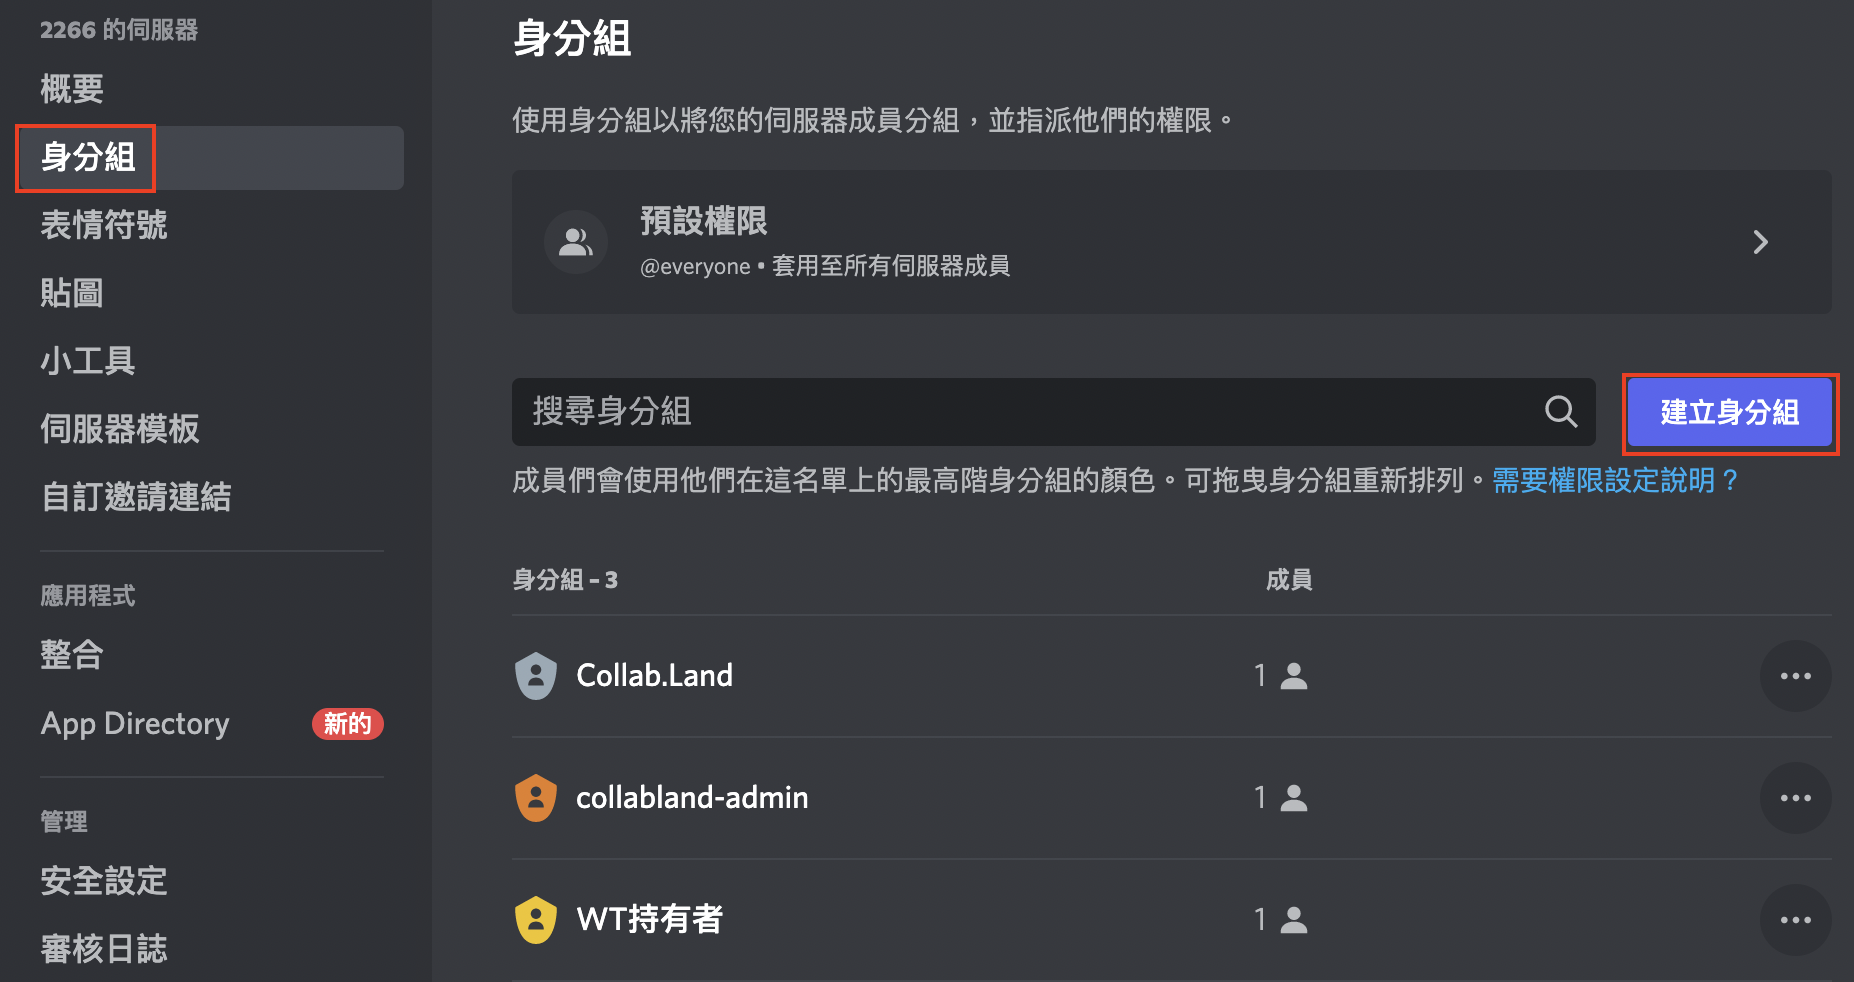 2266 的伺服器
概要
身分組
表情符號
貼圖
小工具
伺服器模板
自訂邀請連結
應用程式
整合
App Directory 新的
管理
安全設定
審核日誌
身分組
使用身分組以將您的伺服器成員分組，並指派他們的權限。
預設權限
@everyone • 套用至所有伺服器成員
搜尋身分組
建立身分組
成員們會使用他們在這名單上的最高階身分組的顏色。可拖曳身分組重新排列。需要權限設定說明？
身分組 – 3 成員
Collab.Land 1
collabland-admin 1
WT持有者 1